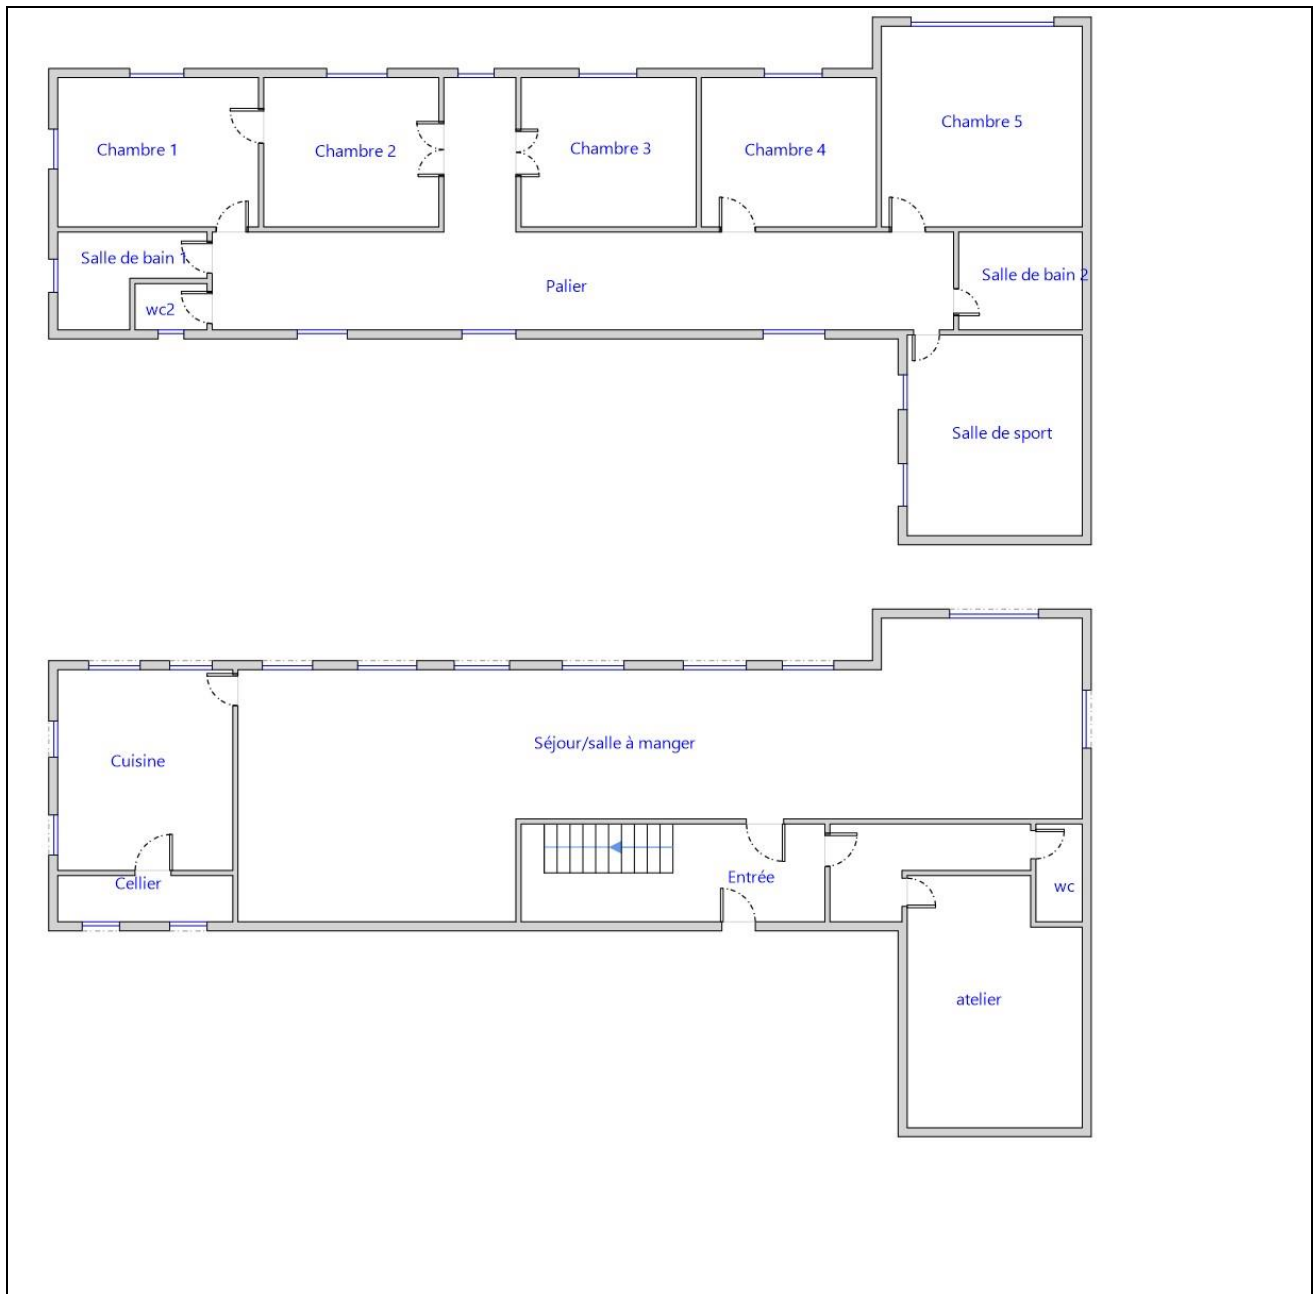 Chambre 5
Chambre 1
Chambre 2
Chambre 3
Chambre 4
Salle de bain 1
Salle de bain 2
Palier
wc2
Salle de sport
Séjour/salle à manger
Cuisine
Entrée
Cellier
wc
atelier